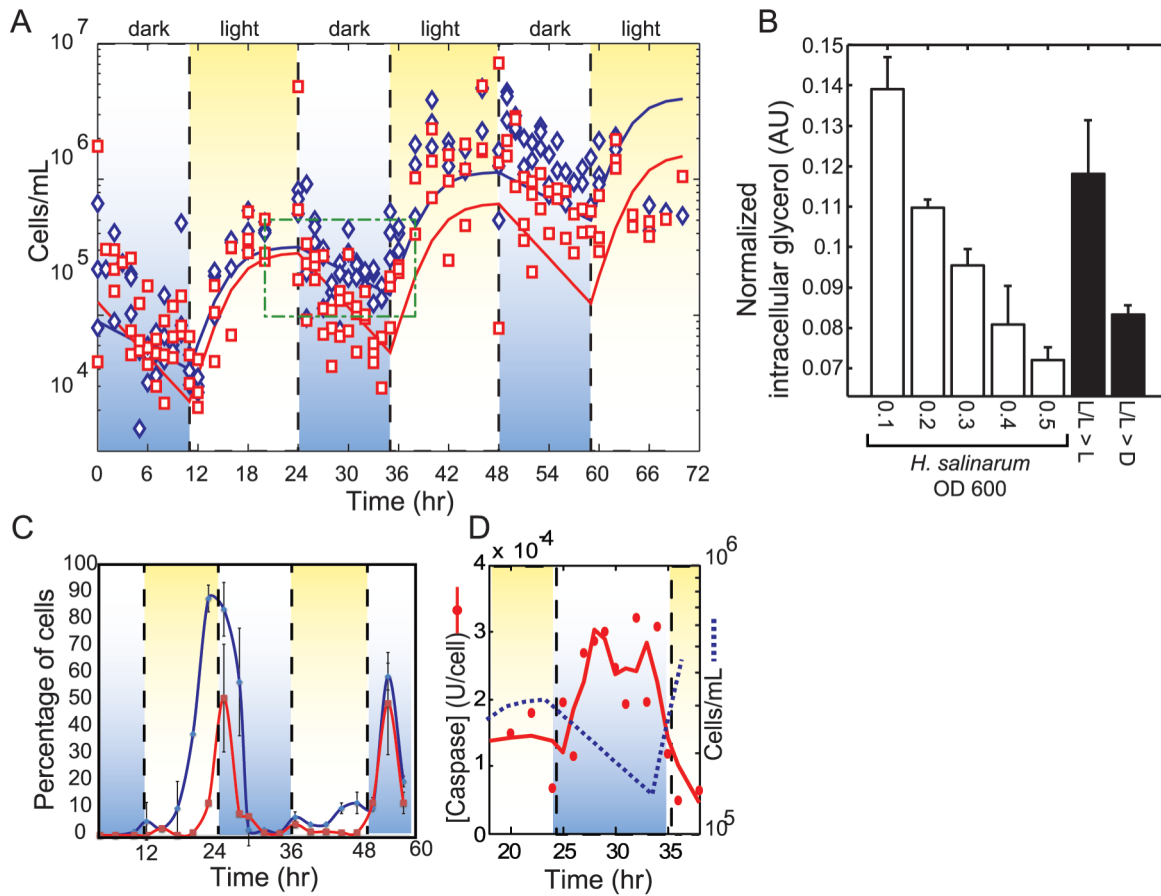 A
dark light dark light dark light
10^7
10^6
10^5
10^4
Cells/mL
0 6 12 18 24 30 36 42 48 54 60 66 72
Time (hr)
B
0.15
0.14
0.13
0.12
0.11
0.1
0.09
0.08
0.07
Normalized
intracellular glycerol (AU)
0.1 0.2 0.3 0.4 0.5 L/L > L L/L > D
H. salinarum
OD 600
C
100
90
80
70
60
50
40
30
20
10
0
Percentage of cells
12 24 36 48 60
Time (hr)
D
x 10^-4
4
3
2
1
0
[Caspase] (U/cell)
10^6
10^5
Cells/mL
20 25 30 35
Time (hr)